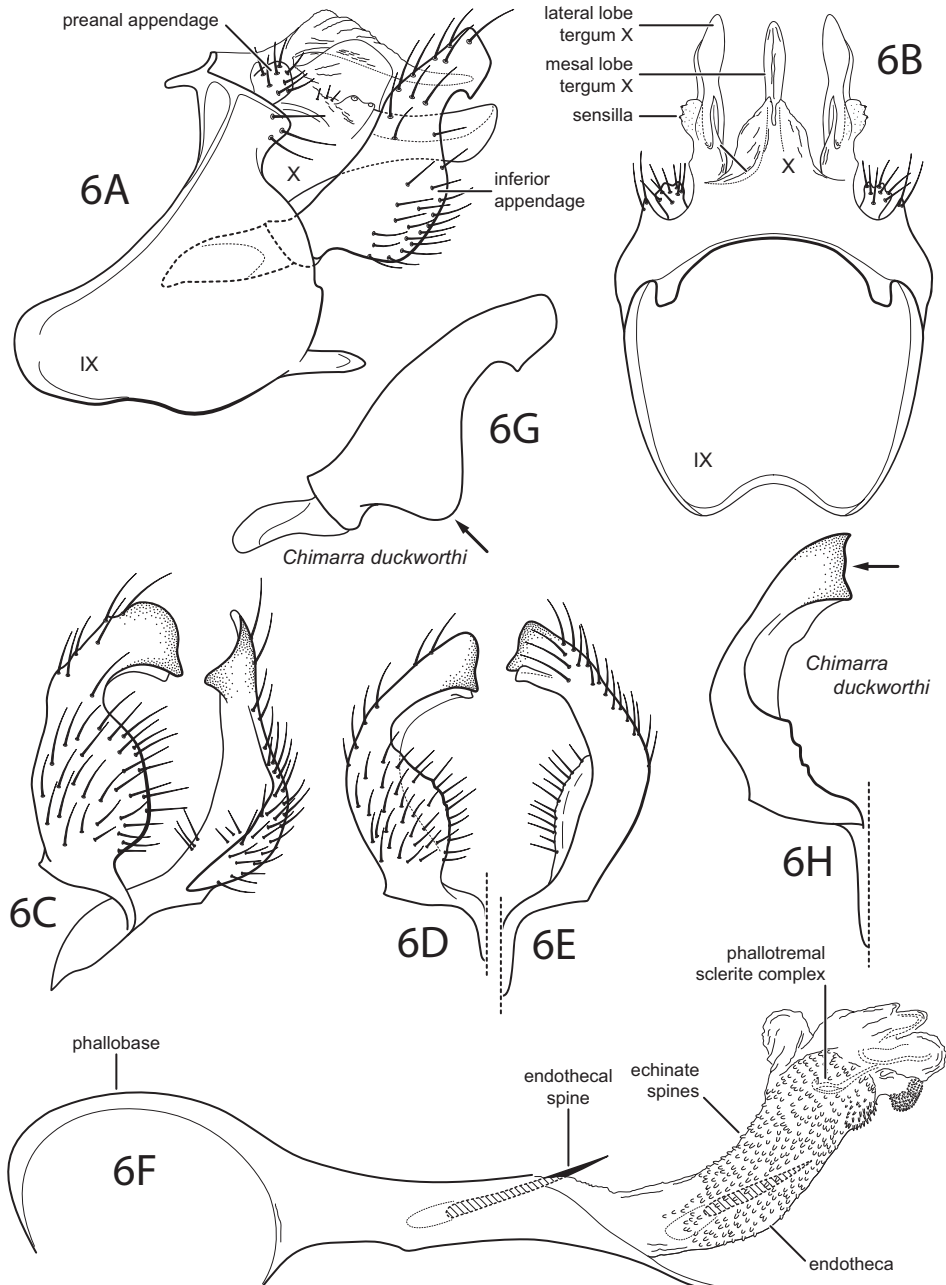 preanal appendage
lateral lobe
tergum X
mesal lobe
tergum X
sensilla
6B
6A
X
X
inferior
appendage
IX
6G
IX
Chimarra duckworthi
Chimarra
duckworthi
6C
6D
6E
6H
phallotremal
sclerite complex
phallobase
endothecal
spine
echinate
spines
6F
endotheca